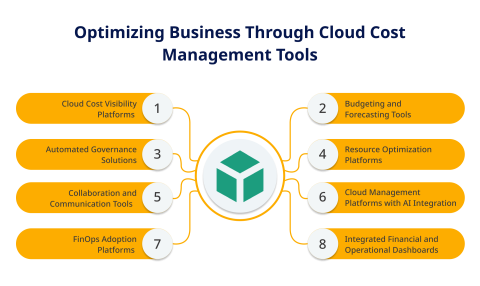 Optimizing Business Through Cloud Cost
Management Tools
Cloud Cost Visibility
Platforms
1
2
Budgeting and
Forecasting Tools
Automated Governance
Solutions
3
4
Resource Optimization
Platforms
Collaboration and
Communication Tools
5
6
Cloud Management
Platforms with AI Integration
FinOps Adoption
Platforms
7
8
Integrated Financial and
Operational Dashboards